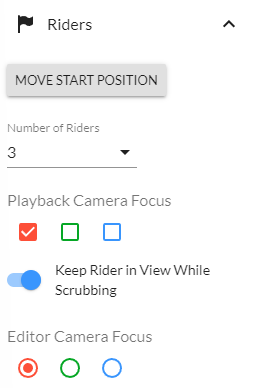 Riders
MOVE START POSITION
Number of Riders
3
Playback Camera Focus
Keep Rider in View While
Scrubbing
Editor Camera Focus